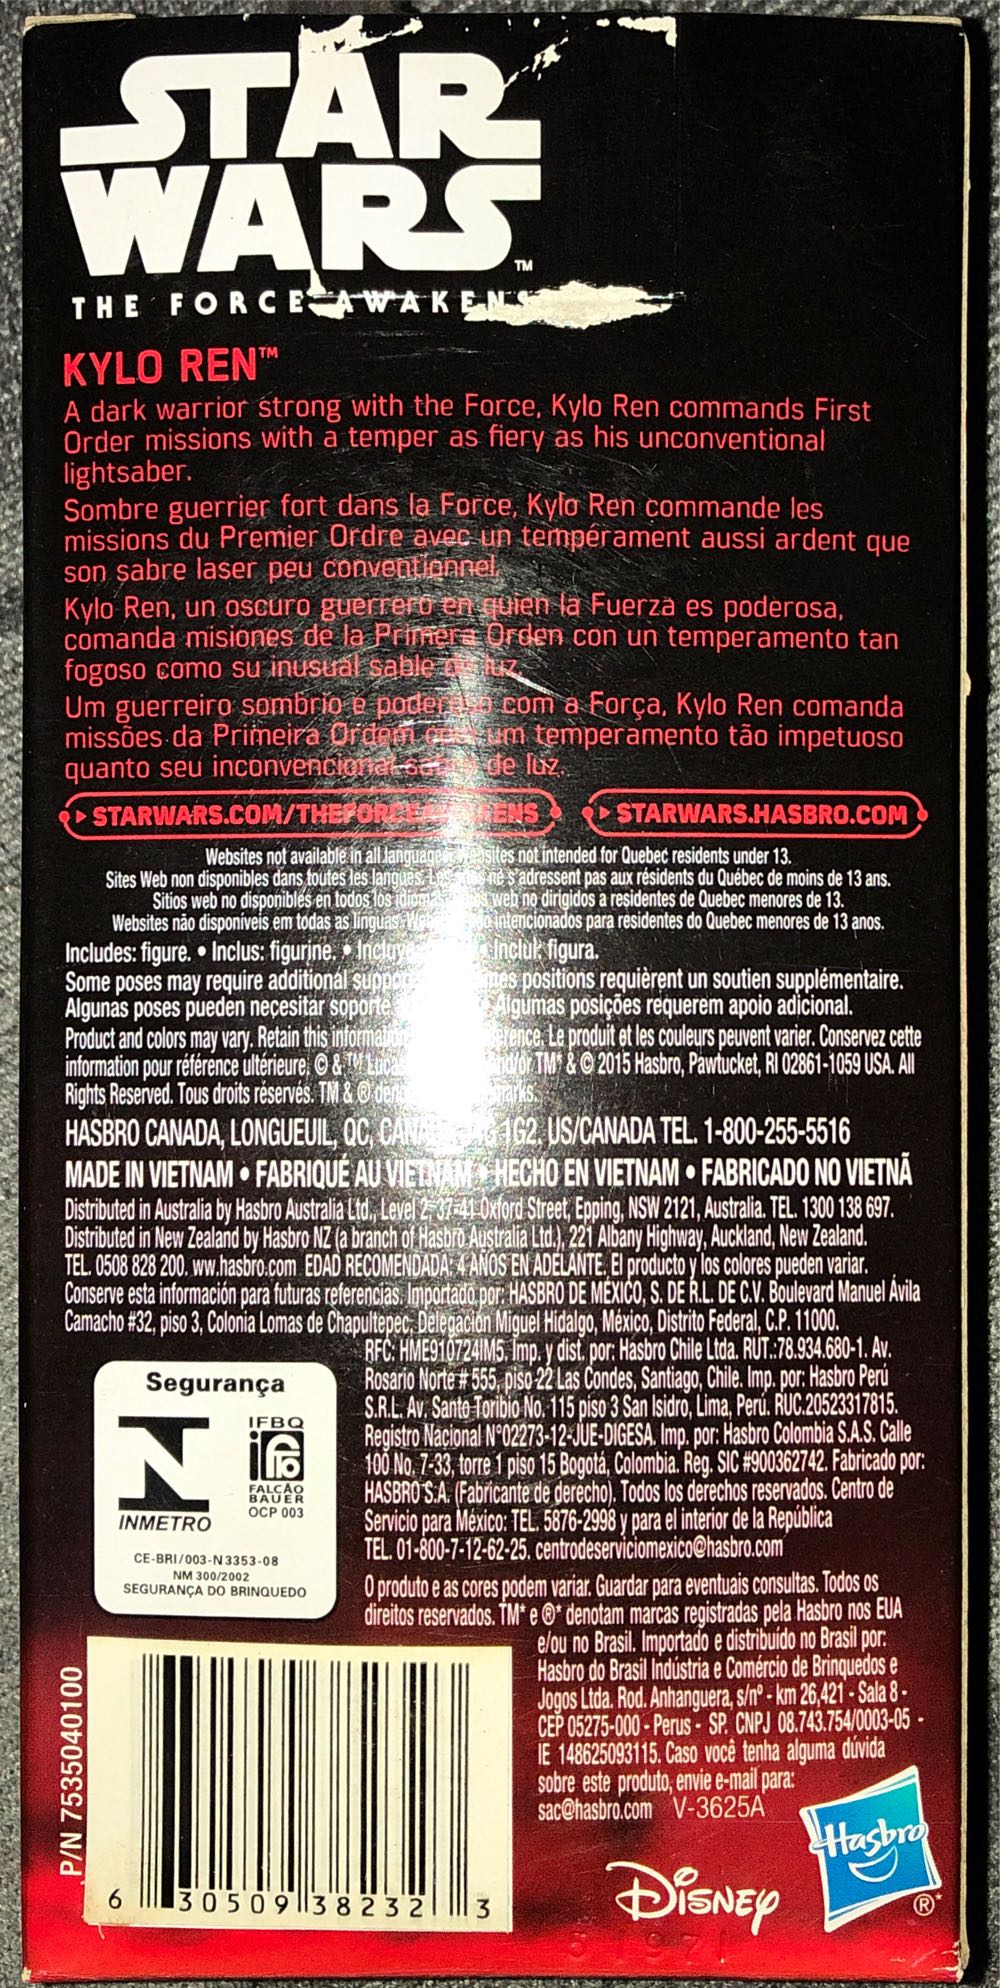 STAR
WARS
TM
THE FORCE AWAKENS
KYLO REN™
A dark warrior strong with the Force, Kylo Ren commands First
Order missions with a temper as fiery as his unconventional
lightsaber.
Sombre guerrier fort dans la Force, Kylo Ren commande les
missions du Premier Ordre avec un tempérament aussi ardent que
son sabre laser peu conventionnel.
Kylo Ren, un oscuro guerrero en quien la Fuerza es poderosa,
comanda misiones de la Primera Orden con un temperamento tan
fogoso como su inusual sable de luz.
Um guerreiro sombrio e poderoso com a Força, Kylo Ren comanda
missões da Primeira Ordem com um temperamento tão impetuoso
quanto seu inconvencional sabre de luz.
STARWARS.COM/THEFORCEAWAKENS STARWARS.HASBRO.COM
Websites not available in all languages. Websites not intended for Quebec residents under 13.
Sites Web non disponibles dans toutes les langues. Les sites ne s'adressent pas aux résidents du Québec de moins de 13 ans.
Sitios web no disponibles en todos los idiomas. web no dirigidos a residentes de Quebec menores de 13.
Websites não disponíveis em todas as línguas. intencionados para residentes do Quebec menores de 13 anos.
Includes: figure. • Inclus: figurine. • Incluye • Inclui: figura.
Some poses may require additional support. positions requièrent un soutien supplémentaire.
Algunas poses pueden necesitar soporte Algumas posições requerem apoio adicional.
Product and colors may vary. Retain this information Le produit et les couleurs peuvent varier. Conservez cette
information pour référence ultérieure. © & ™ Lucasfilm and/or TM* & © 2015 Hasbro, Pawtucket, RI 02861-1059 USA. All
Rights Reserved. Tous droits réservés. TM & ®
HASBRO CANADA, LONGUEUIL, QC, CANADA 1G2. US/CANADA TEL. 1-800-255-5516
MADE IN VIETNAM • FABRIQUÉ AU VIETNAM • HECHO EN VIETNAM • FABRICADO NO VIETNÃ
Distributed in Australia by Hasbro Australia Ltd., Level 2, 37-41 Oxford Street, Epping, NSW 2121, Australia. TEL. 1300 138 697.
Distributed in New Zealand by Hasbro NZ (a branch of Hasbro Australia Ltd.), 221 Albany Highway, Auckland, New Zealand.
TEL. 0508 828 200. ww.hasbro.com EDAD RECOMENDADA: 4 AÑOS EN ADELANTE. El producto y los colores pueden variar.
Conserve esta información para futuras referencias. Importado por: HASBRO DE MÉXICO, S. DE R.L. DE C.V. Boulevard Manuel Ávila
Camacho #32, piso 3, Colonia Lomas de Chapultepec, Delegación Miguel Hidalgo, México, Distrito Federal, C.P. 11000.
RFC: HME910724IM5. Imp. y dist. por: Hasbro Chile Ltda. RUT.:78.934.680-1. Av.
Rosario Norte # 555, piso 22 Las Condes, Santiago, Chile. Imp. por: Hasbro Perú
S.R.L. Av. Santo Toribio No. 115 piso 3 San Isidro, Lima, Perú. RUC.20523317815.
Registro Nacional N°02273-12-JUE-DIGESA. Imp. por: Hasbro Colombia S.A.S. Calle
100 No. 7-33, torre 1 piso 15 Bogotá, Colombia. Reg. SIC #900362742. Fabricado por:
HASBRO S.A. (Fabricante de derecho). Todos los derechos reservados. Centro de
Servicio para México: TEL. 5876-2998 y para el interior de la República
TEL. 01-800-7-12-62-25. centrodeserviciomexico@hasbro.com
Segurança
INMETRO
IFBQ
FALCÃO
BAUER
OCP 003
CE-BRI/003-N3353-08
NM 300/2002
SEGURANÇA DO BRINQUEDO
O produto e as cores podem variar. Guardar para eventuais consultas. Todos os
direitos reservados. TM* e ®* denotam marcas registradas pela Hasbro nos EUA
e/ou no Brasil. Importado e distribuído no Brasil por:
Hasbro do Brasil Indústria e Comércio de Brinquedos e
Jogos Ltda. Rod. Anhanguera, s/nº - km 26,421 - Sala 8 -
CEP 05275-000 - Perus - SP. CNPJ 08.743.754/0003-05 -
IE 148625093115. Caso você tenha alguma dúvida
sobre este produto, envie e-mail para:
sac@hasbro.com V-3625A
P/N 7535040100
6 30509 38232 3
Disney
Hasbro
®*